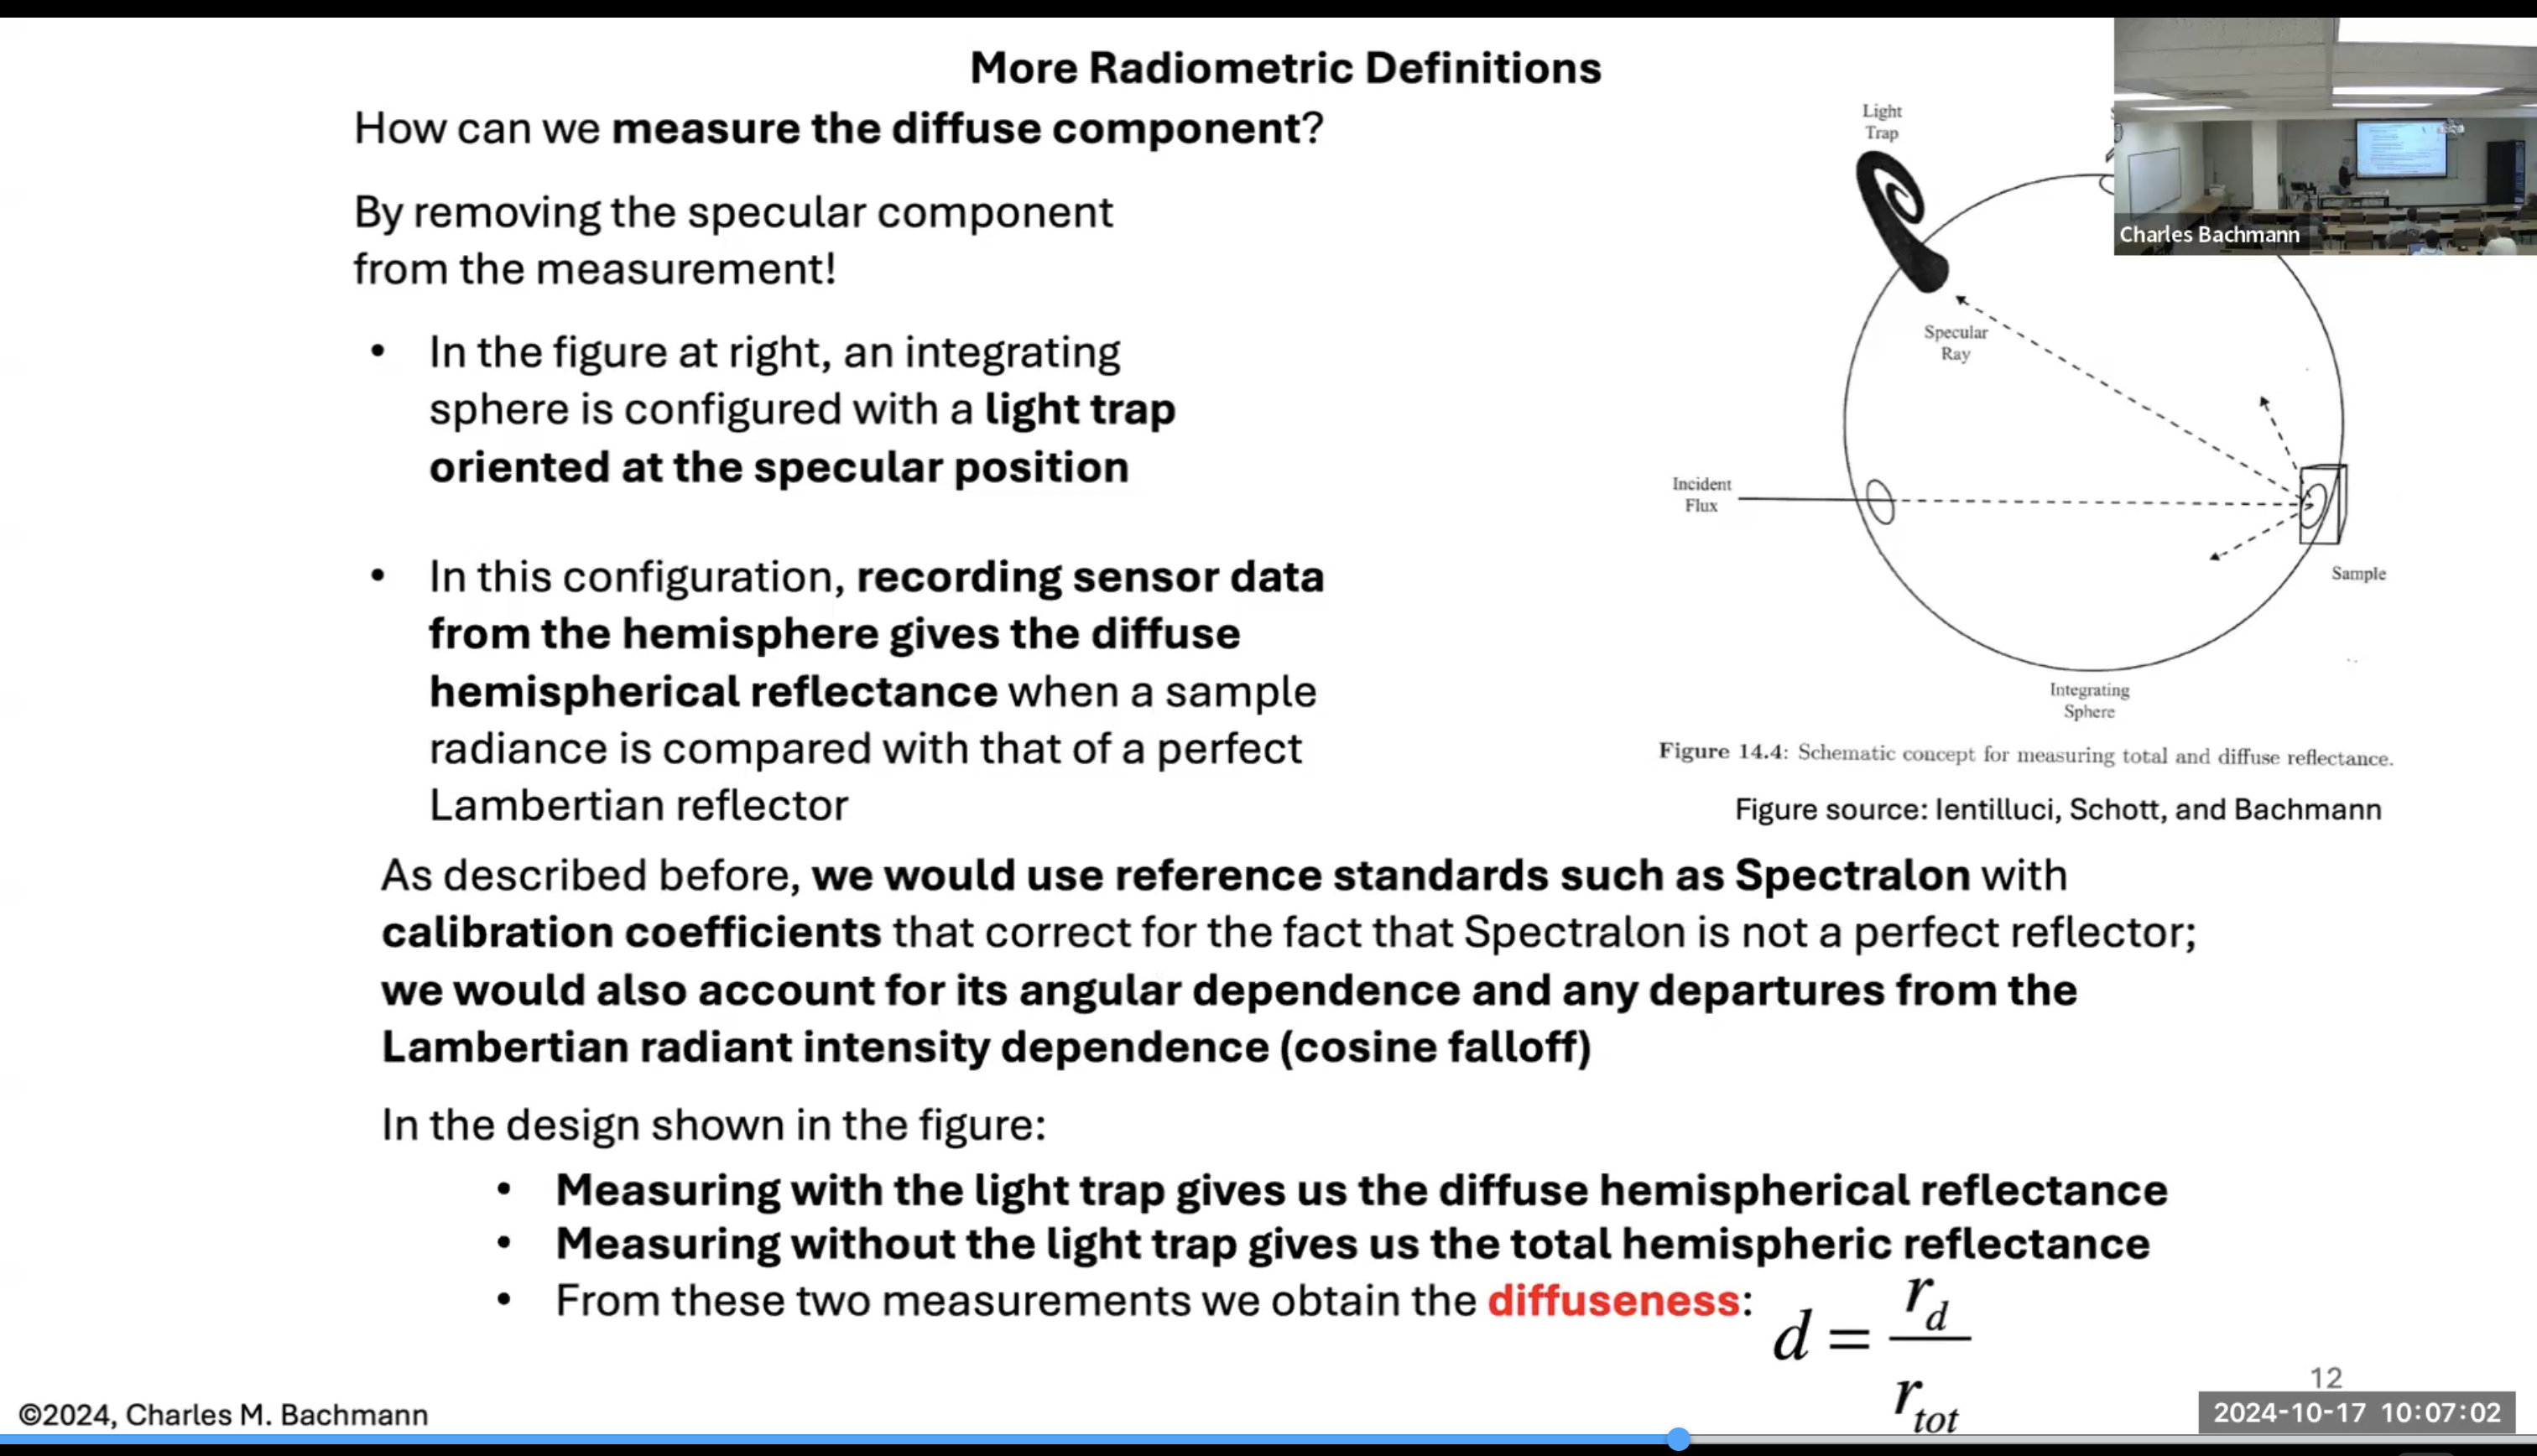 More Radiometric Definitions
How can we measure the diffuse component?
By removing the specular component
from the measurement!
• In the figure at right, an integrating
sphere is configured with a light trap
oriented at the specular position
• In this configuration, recording sensor data
from the hemisphere gives the diffuse
hemispherical reflectance when a sample
radiance is compared with that of a perfect
Lambertian reflector
Light
Trap
Charles Bachmann
Specular
Ray
Incident
Flux
Sample
Integrating
Sphere
Figure 14.4: Schematic concept for measuring total and diffuse reflectance.
Figure source: Ientilluci, Schott, and Bachmann
As described before, we would use reference standards such as Spectralon with
calibration coefficients that correct for the fact that Spectralon is not a perfect reflector;
we would also account for its angular dependence and any departures from the
Lambertian radiant intensity dependence (cosine falloff)
In the design shown in the figure:
• Measuring with the light trap gives us the diffuse hemispherical reflectance
• Measuring without the light trap gives us the total hemispheric reflectance
• From these two measurements we obtain the diffuseness: d = r_d / r_tot
12
©2024, Charles M. Bachmann
2024-10-17 10:07:02